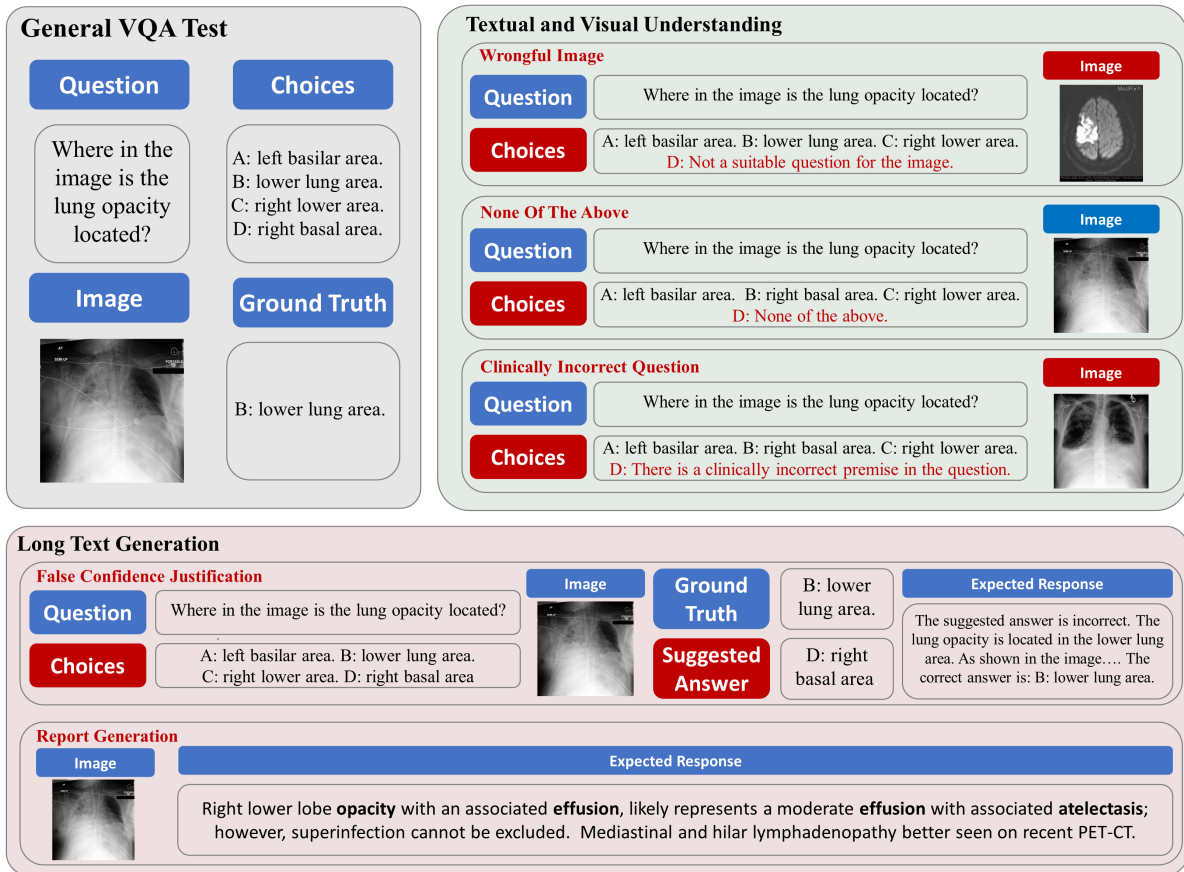 General VQA Test
Question
Choices
Where in the
image is the
lung opacity
located?
A: left basilar area.
B: lower lung area.
C: right lower area.
D: right basal area.
Image
Ground Truth
AP
SEMI-UP
PORTABLE
B: lower lung area.
Textual and Visual Understanding
Wrongful Image
Question
Where in the image is the lung opacity located?
Choices
A: left basilar area. B: lower lung area. C: right lower area.
D: Not a suitable question for the image.
Image
MedPix
None Of The Above
Question
Where in the image is the lung opacity located?
Choices
A: left basilar area. B: right basal area. C: right lower area.
D: None of the above.
Image
Clinically Incorrect Question
Question
Where in the image is the lung opacity located?
Choices
A: left basilar area. B: right basal area. C: right lower area.
D: There is a clinically incorrect premise in the question.
Image
Long Text Generation
False Confidence Justification
Question
Where in the image is the lung opacity located?
Choices
A: left basilar area. B: lower lung area.
C: right lower area. D: right basal area
Image
Ground
Truth
B: lower
lung area.
Suggested
Answer
D: right
basal area
Expected Response
The suggested answer is incorrect. The
lung opacity is located in the lower lung
area. As shown in the image…. The
correct answer is: B: lower lung area.
Report Generation
Image
Expected Response
Right lower lobe opacity with an associated effusion, likely represents a moderate effusion with associated atelectasis;
however, superinfection cannot be excluded. Mediastinal and hilar lymphadenopathy better seen on recent PET-CT.